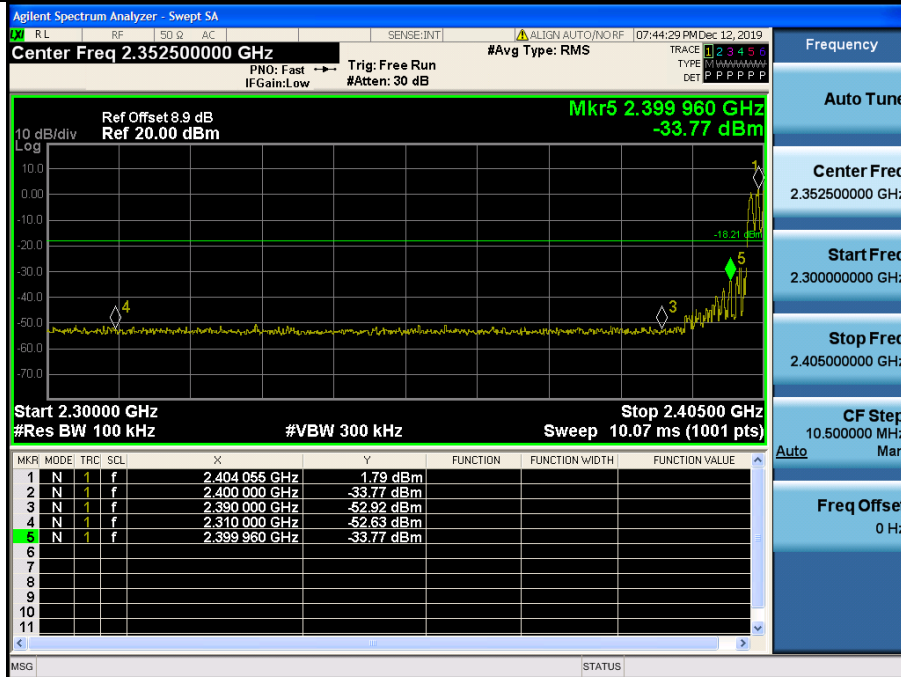 Agilent Spectrum Analyzer - Swept SA
LXI RL RF 50 Ω AC SENSE:INT ALIGN AUTO/NO RF 07:44:29 PM Dec 12, 2019
Center Freq 2.352500000 GHz
PNO: Fast
IFGain:Low
Trig: Free Run
#Atten: 30 dB
#Avg Type: RMS
TRACE 1 2 3 4 5 6
TYPE M WWWWW
DET P P P P P P
Mkr5 2.399 960 GHz
-33.77 dBm
Ref Offset 8.9 dB
10 dB/div Ref 20.00 dBm
Log
10.0
0.00
-10.0
-20.0
-30.0
-40.0
-50.0
-60.0
-70.0
1
-18.21 dBm
5
4
3
Start 2.30000 GHz Stop 2.40500 GHz
#Res BW 100 kHz #VBW 300 kHz Sweep 10.07 ms (1001 pts)
MKR MODE TRC SCL X Y FUNCTION FUNCTION WIDTH FUNCTION VALUE
1 N 1 f 2.404 055 GHz 1.79 dBm
2 N 1 f 2.400 000 GHz -33.77 dBm
3 N 1 f 2.390 000 GHz -52.92 dBm
4 N 1 f 2.310 000 GHz -52.63 dBm
5 N 1 f 2.399 960 GHz -33.77 dBm
6
7
8
9
10
11
MSG STATUS
Frequency
Auto Tune
Center Freq
2.352500000 GHz
Start Freq
2.300000000 GHz
Stop Freq
2.405000000 GHz
CF Step
10.500000 MHz
Auto Man
Freq Offset
0 Hz